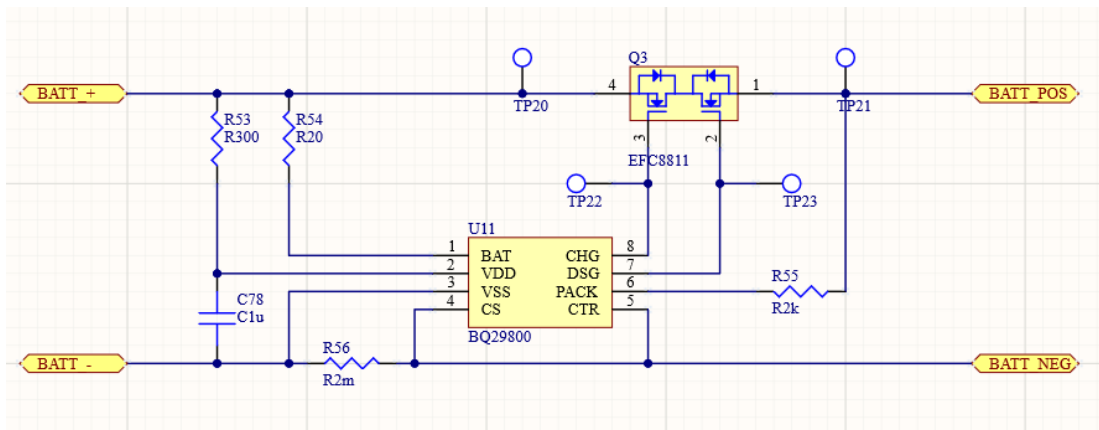 Q3
BATT_+
4
1
BATT_POS
TP20
TP21
R53
R300
R54
R20
3
2
EFC8811
TP22
TP23
U11
1
BAT
CHG
8
2
VDD
DSG
7
3
VSS
PACK
6
4
CS
CTR
5
R55
R2k
C78
C1u
BQ29800
R56
BATT_-
BATT_NEG
R2m